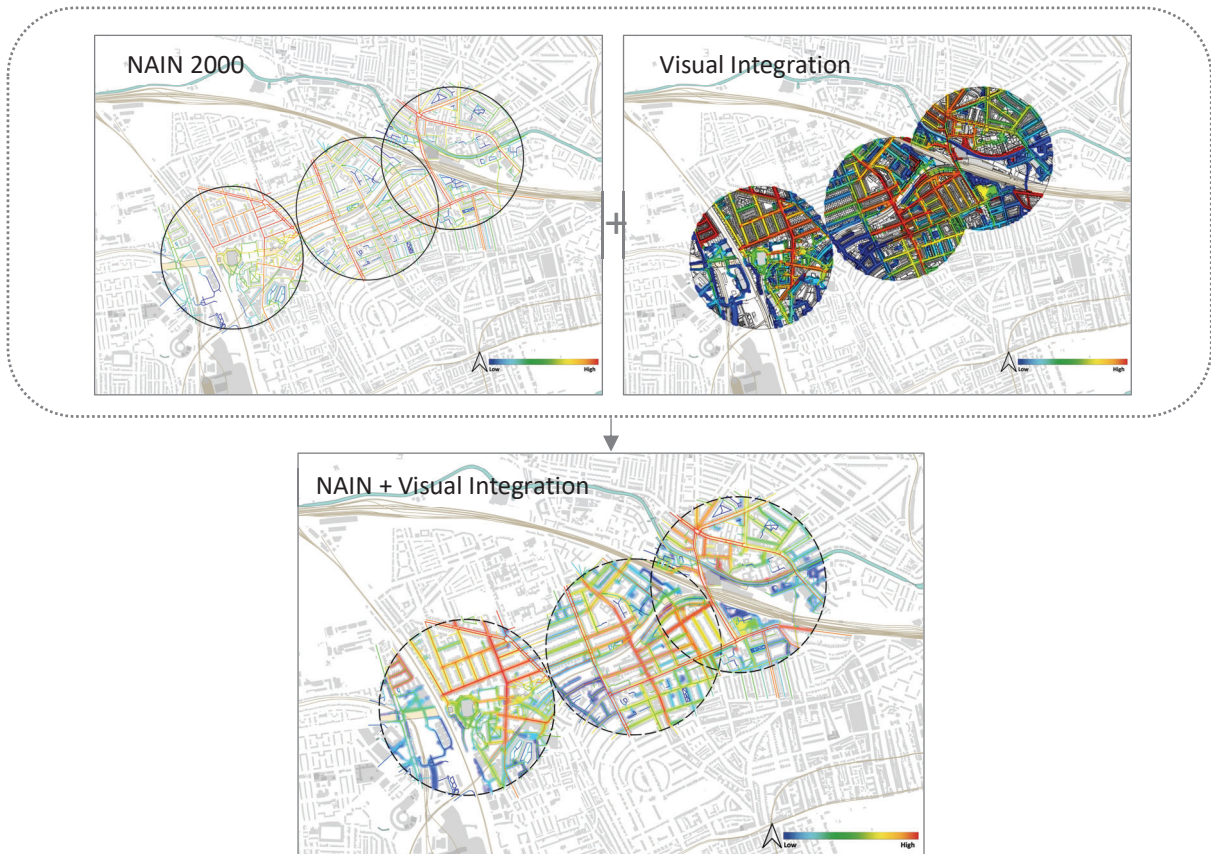 NAIN 2000
Low
High
+
Visual Integration
Low
High
NAIN + Visual Integration
Low
High